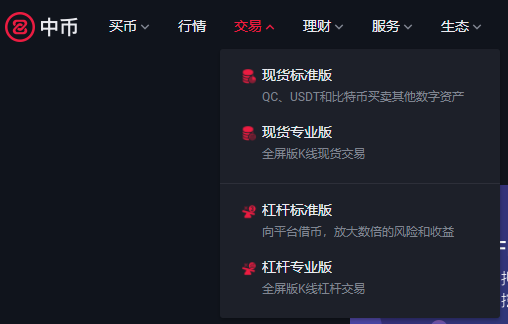 中币 买币 行情 交易 理财 服务 生态
现货标准版
QC、USDT和比特币买卖其他数字资产
现货专业版
全屏版K线现货交易
杠杆标准版
向平台借币，放大数倍的风险和收益
杠杆专业版
全屏版K线杠杆交易